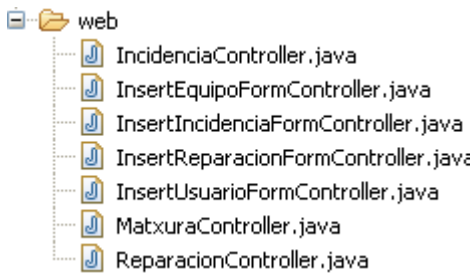 web
IncidenciaController.java
InsertEquipoFormController.java
InsertIncidenciaFormController.java
InsertReparacionFormController.java
InsertUsuarioFormController.java
MatxuraController.java
ReparacionController.java